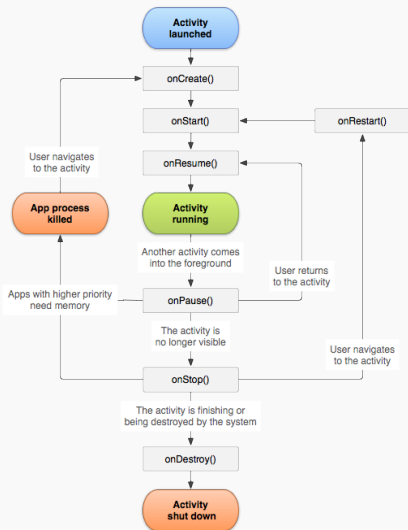 Activity
launched
onCreate()
onStart()
onRestart()
User navigates
to the activity
onResume()
App process
killed
Activity
running
Another activity comes
into the foreground
User returns
to the activity
Apps with higher priority
need memory
onPause()
The activity is
no longer visible
User navigates
to the activity
onStop()
The activity is finishing or
being destroyed by the system
onDestroy()
Activity
shut down